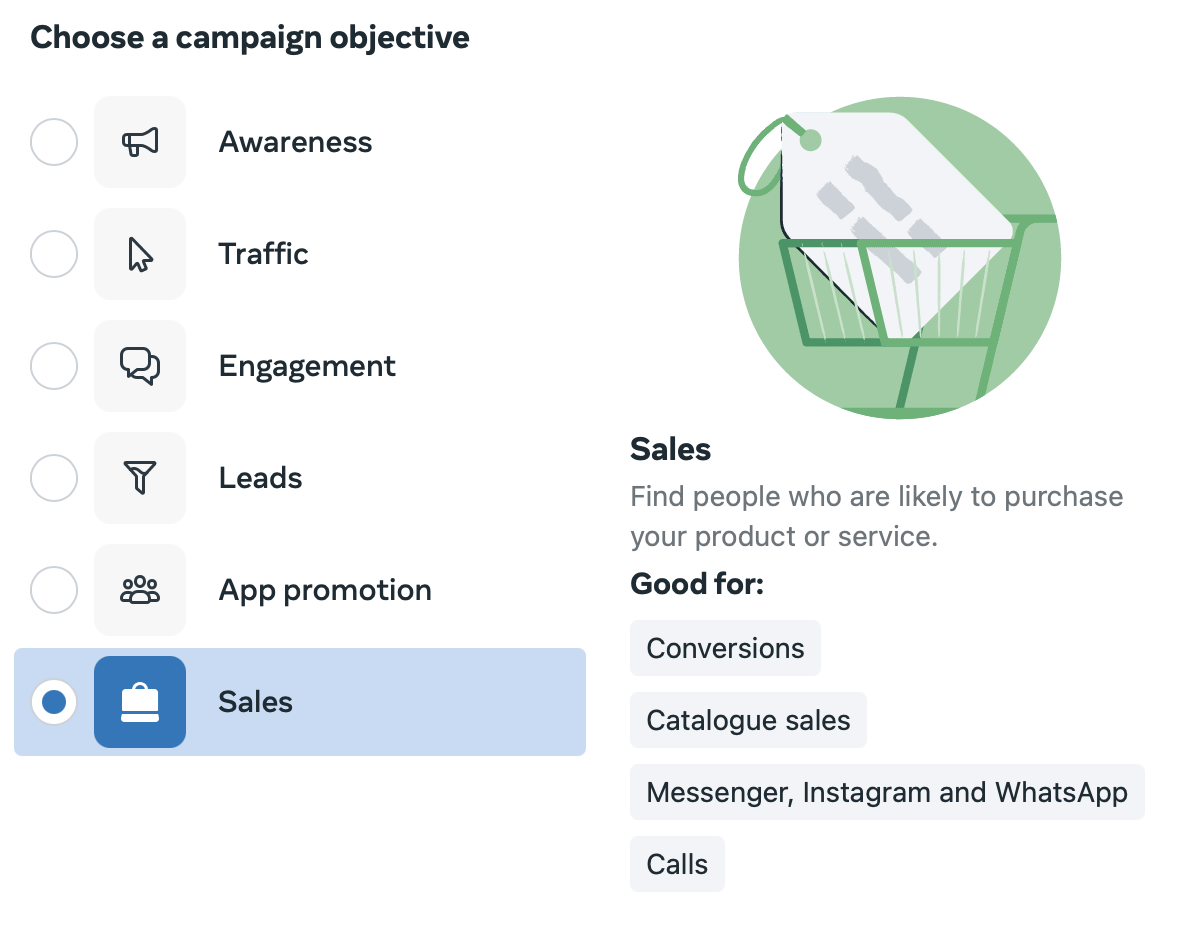 Choose a campaign objective
Awareness
Traffic
Engagement
Leads
App promotion
Sales
Sales
Find people who are likely to purchase
your product or service.
Good for:
Conversions
Catalogue sales
Messenger, Instagram and WhatsApp
Calls